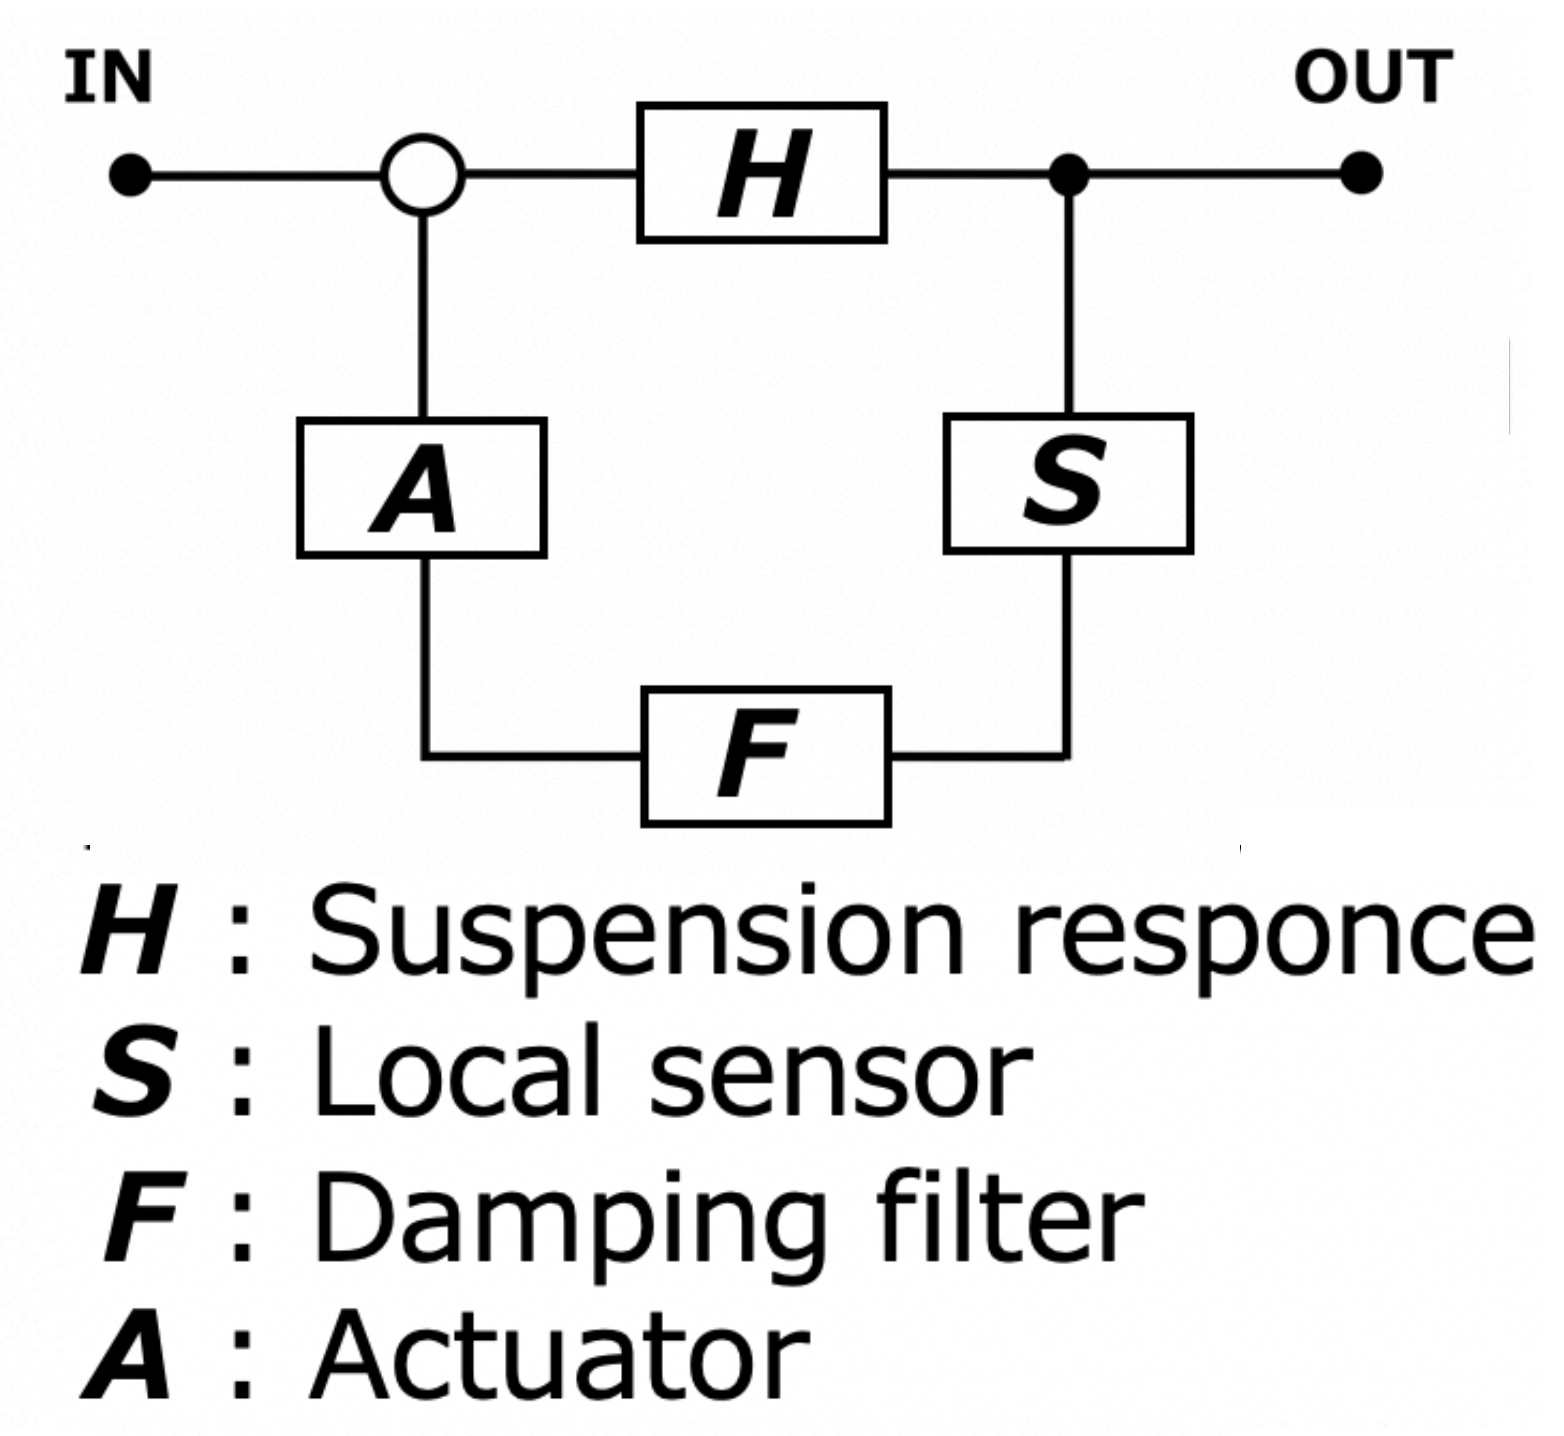 IN
OUT
H
A
S
F
H : Suspension responce
S : Local sensor
F : Damping filter
A : Actuator